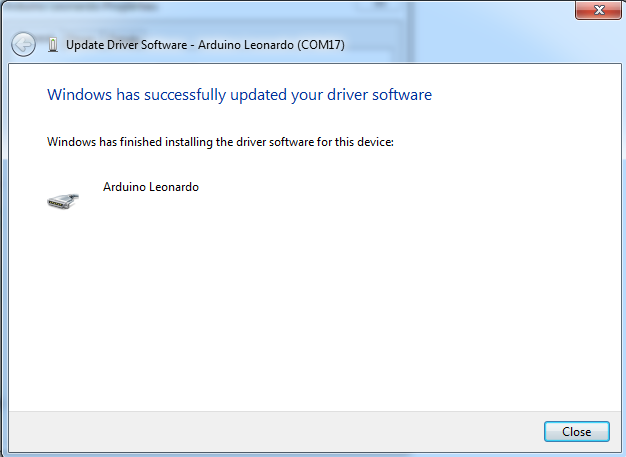 Update Driver Software - Arduino Leonardo (COM17)
Windows has successfully updated your driver software
Windows has finished installing the driver software for this device:
Arduino Leonardo
Close